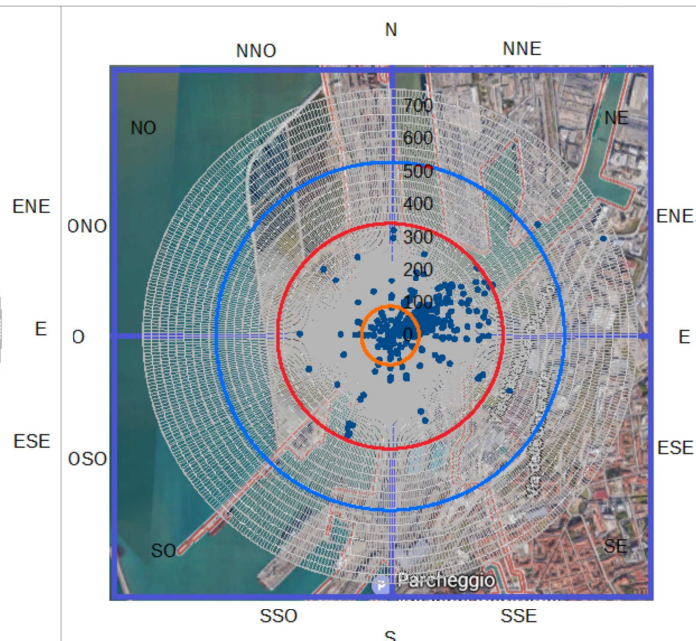 N
NNO
NNE
700
NO
NE
600
500
400
ENE
ONO
ENE
300
200
100
0
E
O
E
ESE
OSO
ESE
SO
SE
Parcheggio
SSO
SSE
S